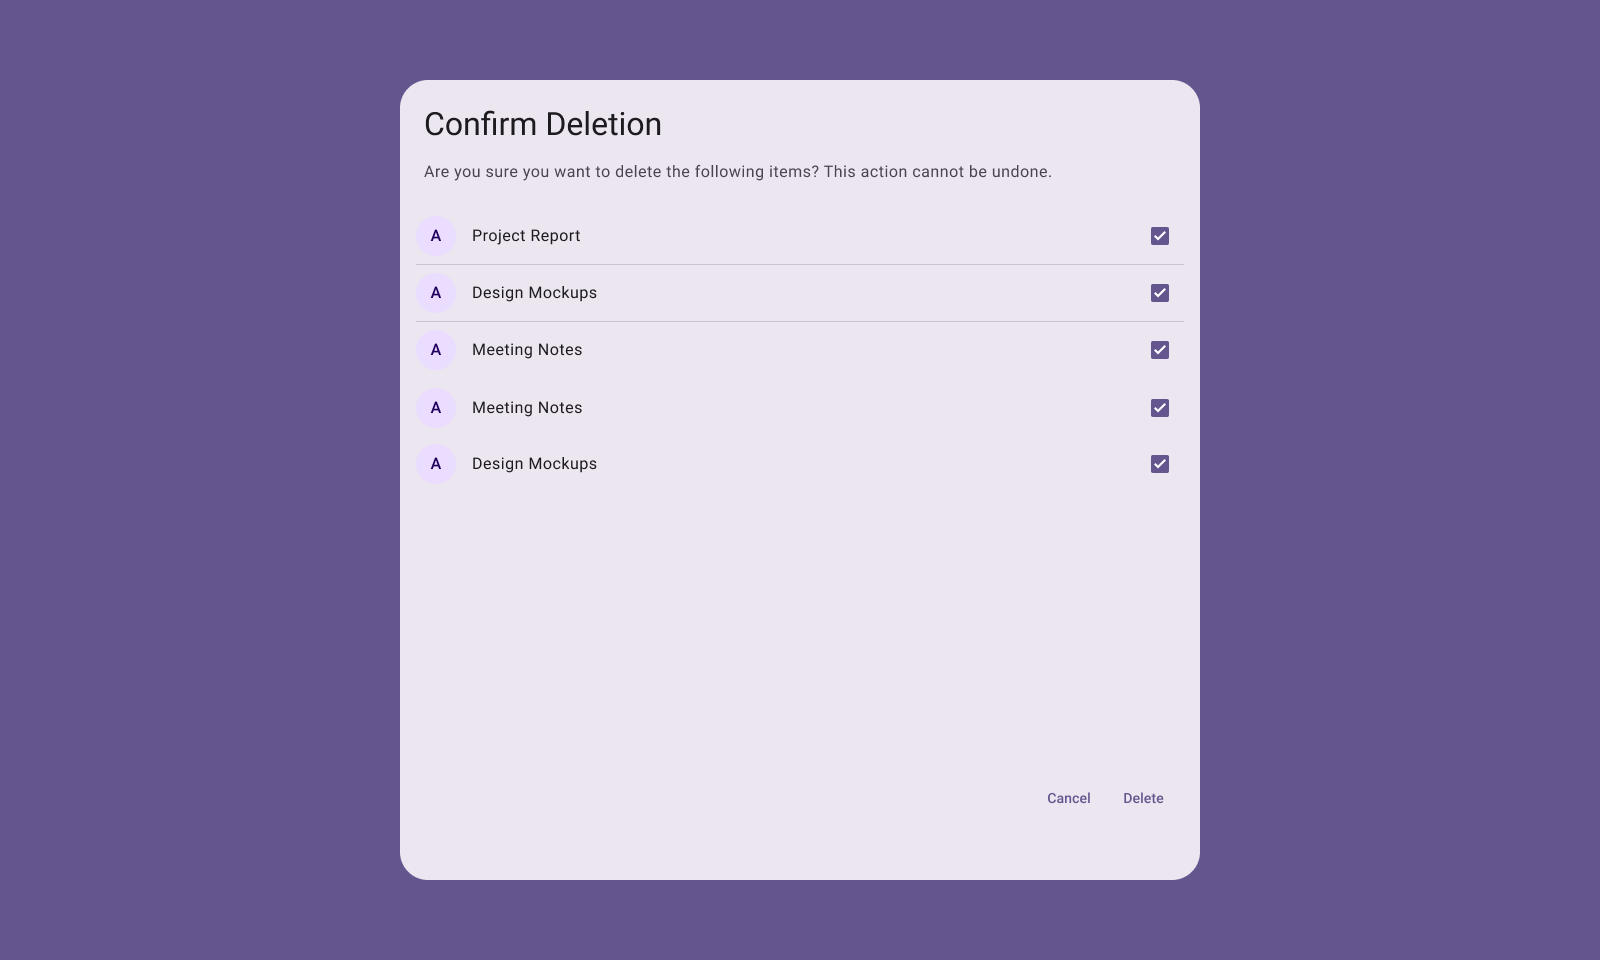 Confirm Deletion
Are you sure you want to delete the following items? This action cannot be undone.
A Project Report
A Design Mockups
A Meeting Notes
A Meeting Notes
A Design Mockups
Cancel Delete